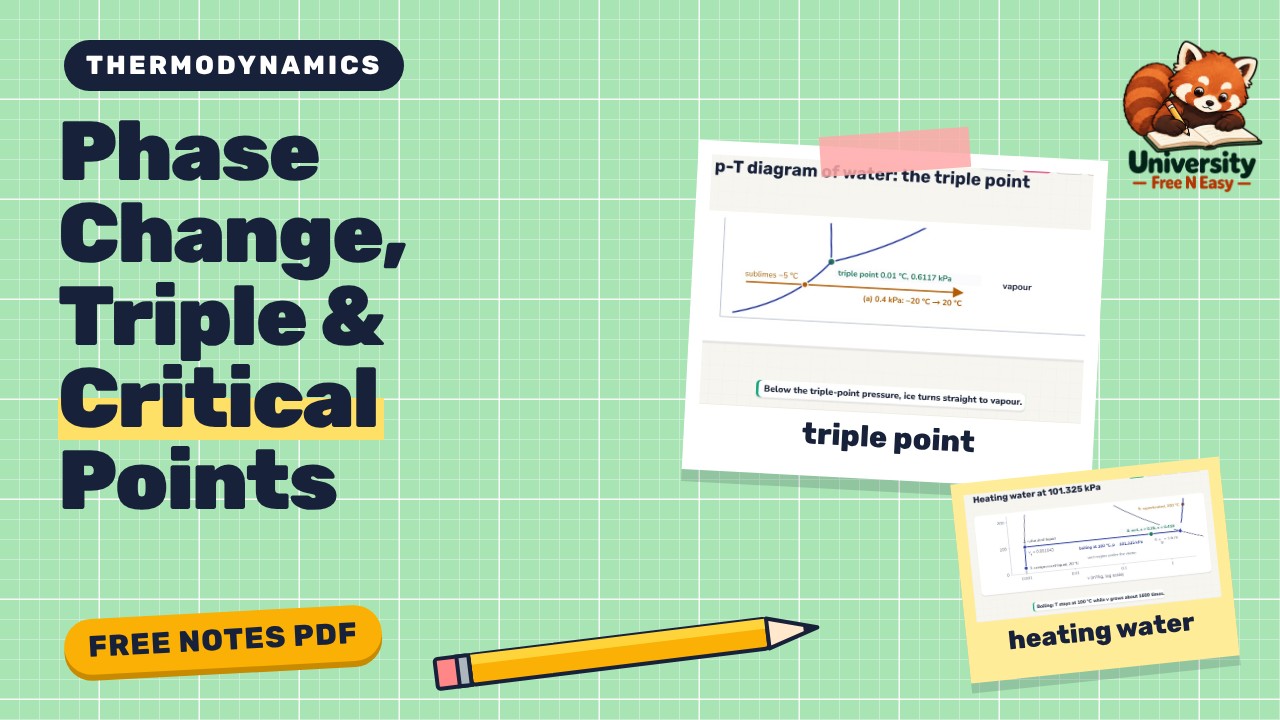 THERMODYNAMICS
Phase
Change,
Triple &
Critical
Points
FREE NOTES PDF
University
Free N Easy
p-T diagram of water: the triple point
sublimes −5 °C
triple point 0.01 °C, 0.6117 kPa
vapour
(a) 0.4 kPa: −20 °C → 20 °C
Below the triple-point pressure, ice turns straight to vapour.
triple point
Heating water at 101.325 kPa
Boiling: T stays at 100 °C while v grows about 1600 times.
heating water